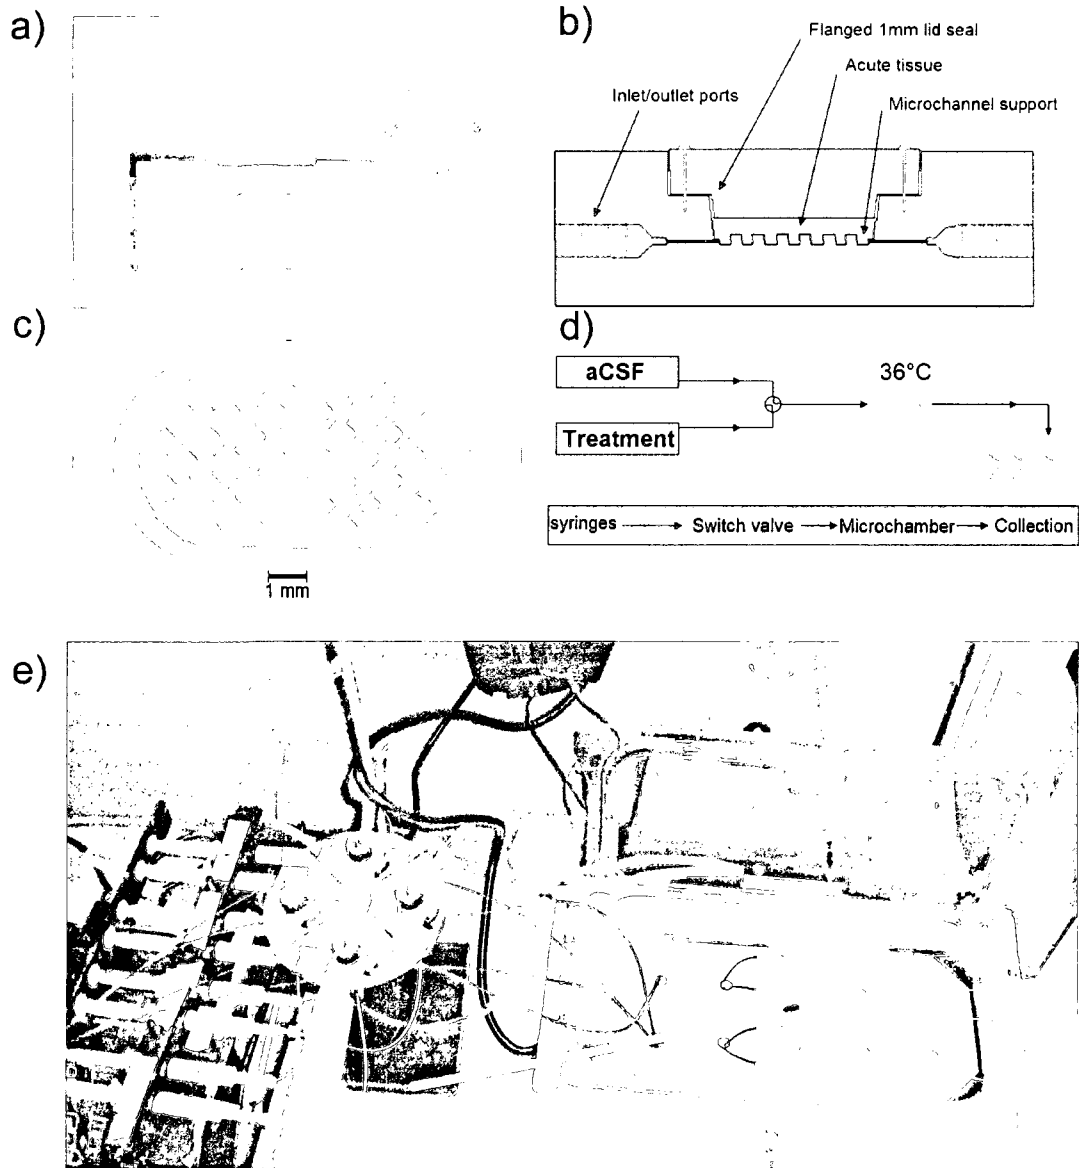 a)
b)
Flanged 1mm lid seal
Acute tissue
Inlet/outlet ports
Microchannel support
c)
1 mm
d)
aCSF
36°C
Treatment
syringes Switch valve Microchamber Collection
e)